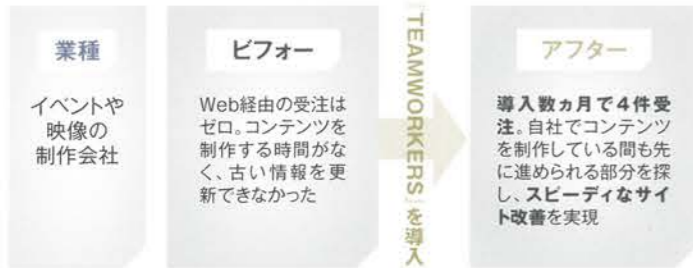 業種
イベントや
映像の
制作会社
ビフォー
Web経由の受注は
ゼロ。コンテンツを
制作する時間がな
く、古い情報を更
新できなかった
『TEAMWORKERS』を導入
アフター
導入数ヵ月で4件受
注。自社でコンテンツ
を制作している間も先
に進められる部分を探
し、スピーディなサイ
ト改善を実現